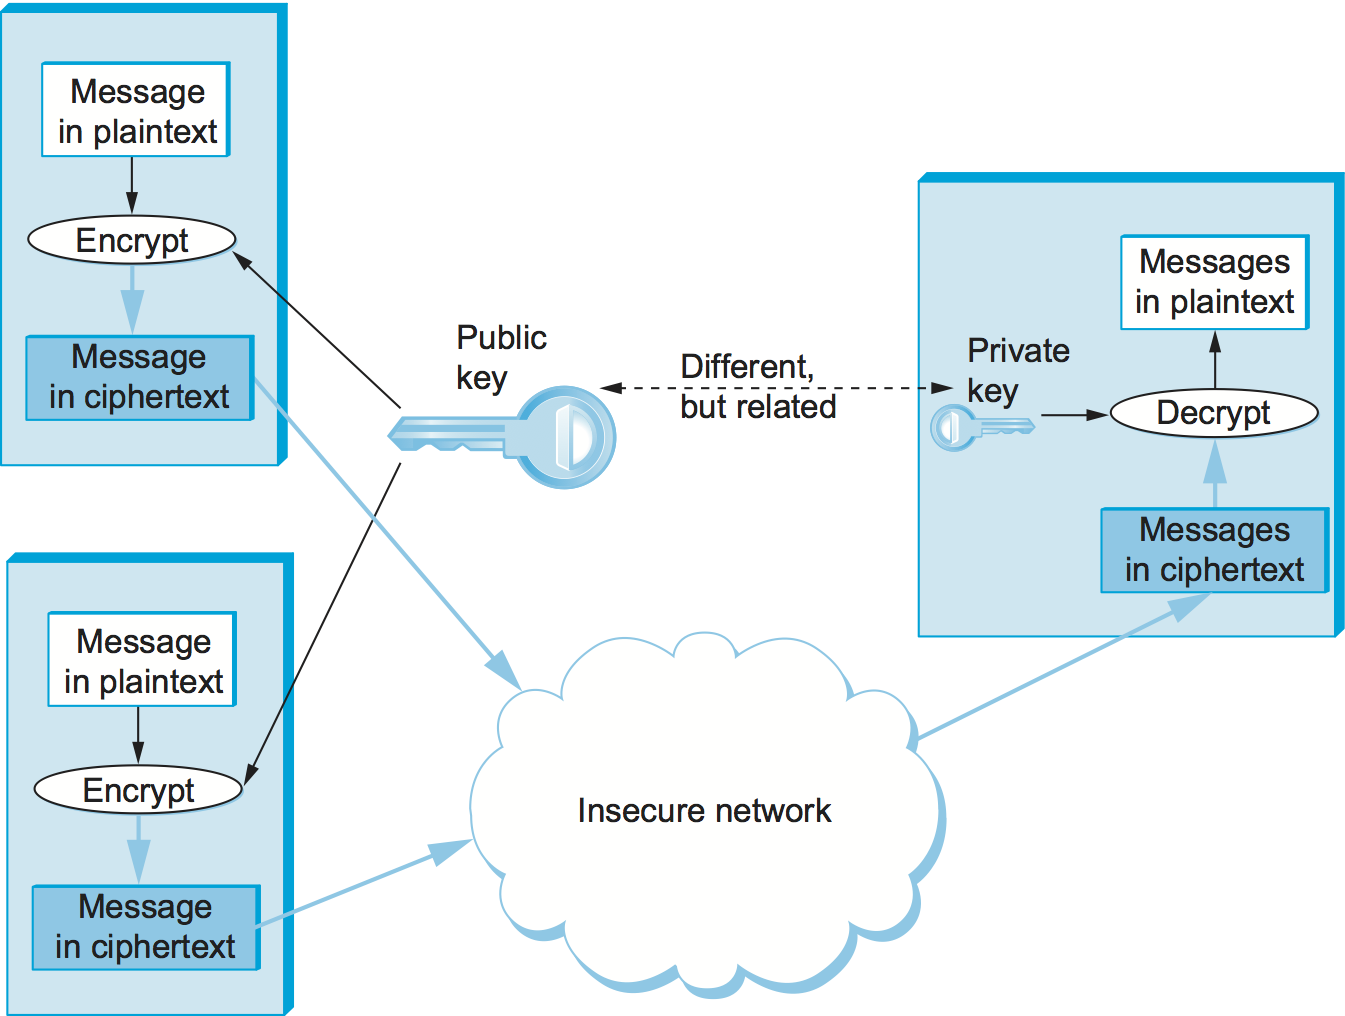 Message
in plaintext
Encrypt
Message
in ciphertext
Message
in plaintext
Encrypt
Message
in ciphertext
Public
key
Different,
but related
Insecure network
Private
key
Messages
in plaintext
Decrypt
Messages
in ciphertext